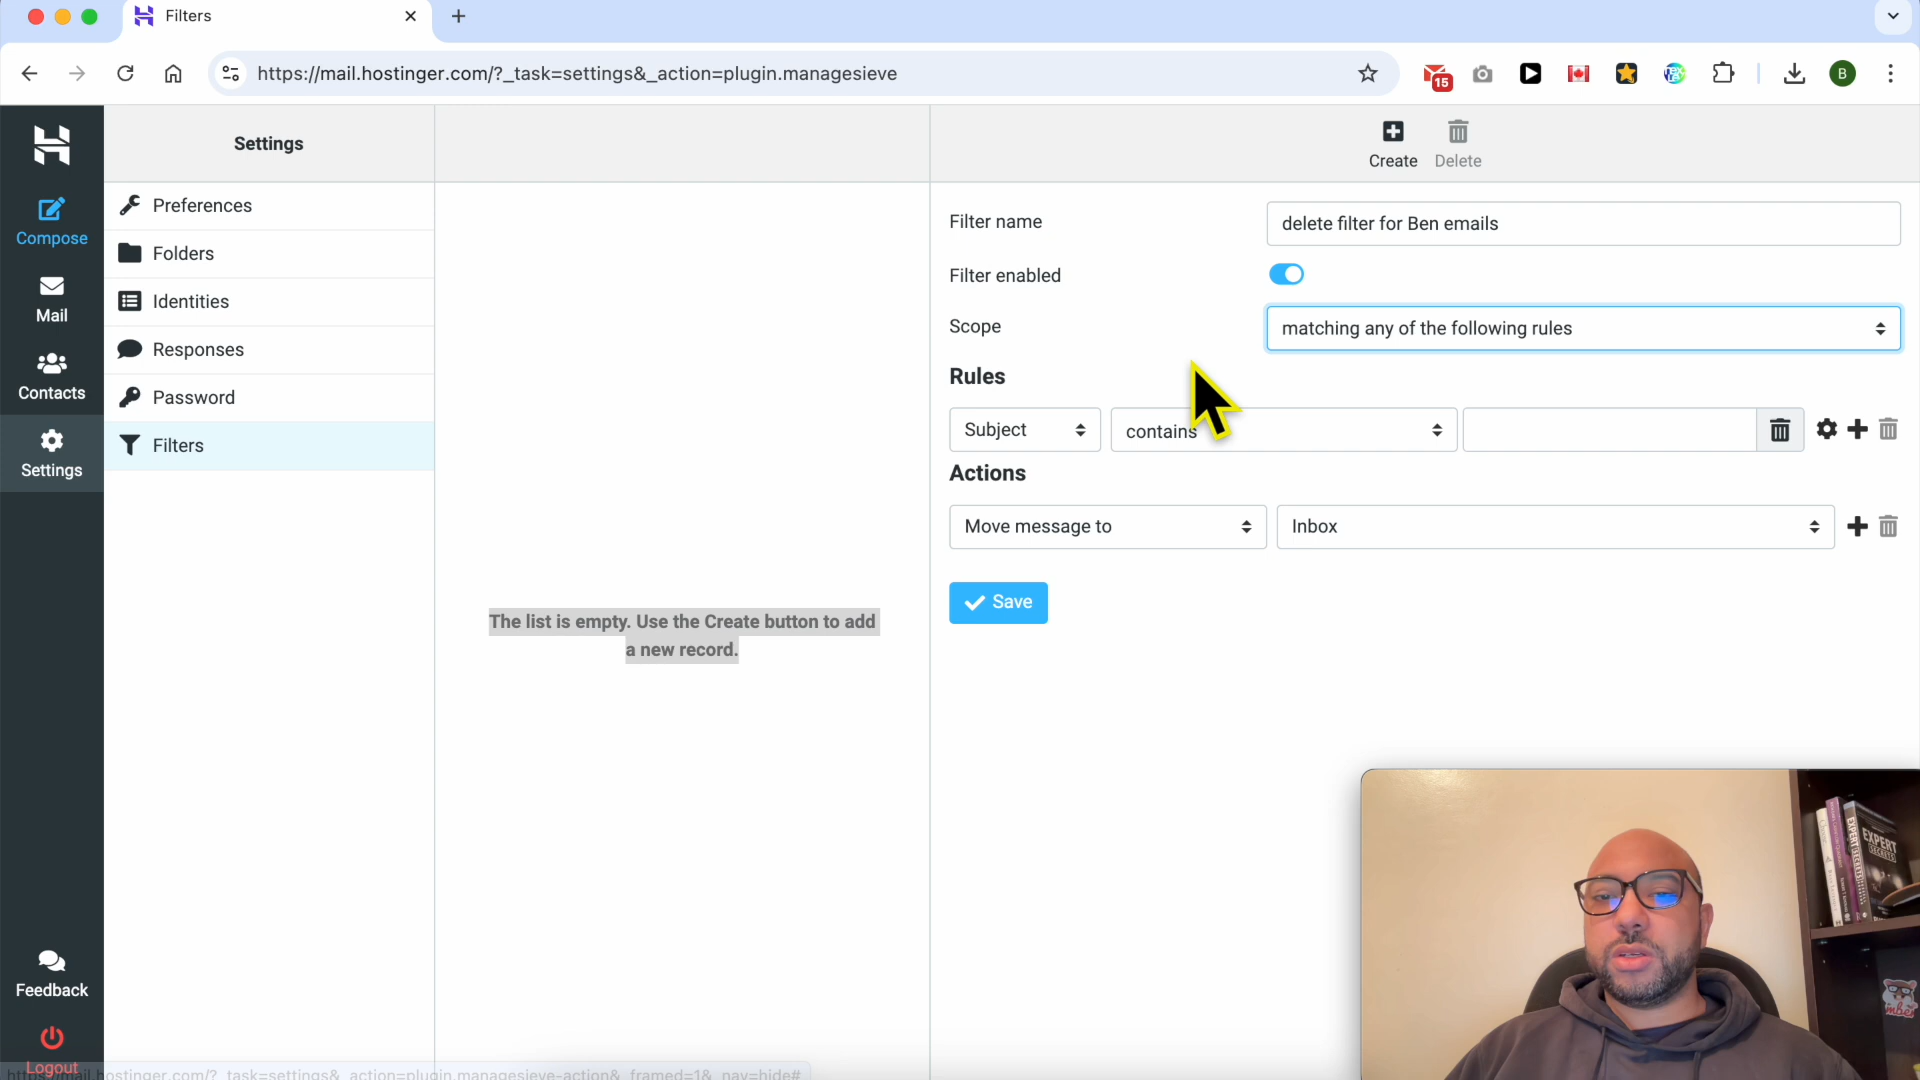 Filters
https://mail.hostinger.com/?_task=settings&_action=plugin.managesieve
15
B
Settings
Create
Delete
Compose
Mail
Contacts
Settings
Feedback
Logout
Preferences
Folders
Identities
Responses
Password
Filters
The list is empty. Use the Create button to add
a new record.
Filter name
delete filter for Ben emails
Filter enabled
Scope
matching any of the following rules
Rules
Subject
contains
Actions
Move message to
Inbox
Save
EXPERT
SECRETS
https://mail.hostinger.com/?_task=settings&_action=plugin.managesieve-action&_framed=1&_nav=hide#